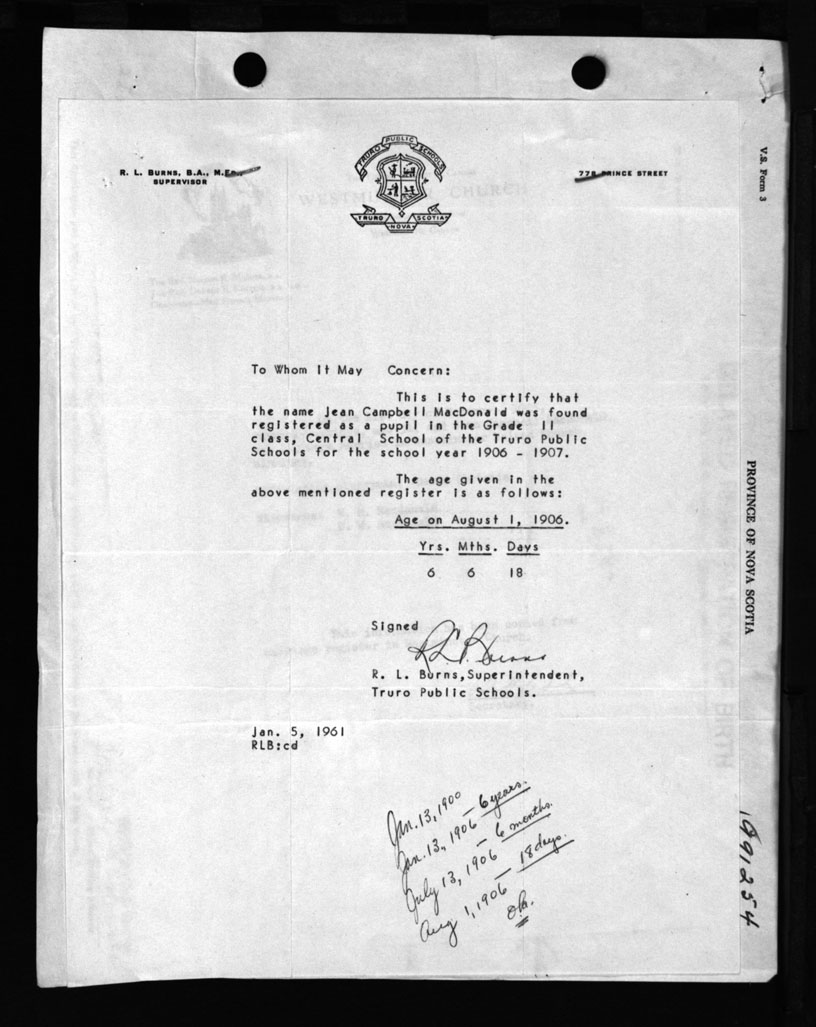 R. L. BURNS, B.A., M.ED.,
SUPERVISOR
TRURO PUBLIC SCHOOLS
TRURO NOVA SCOTIA
PRINCE STREET
V.S. Form 3
WESTMI CHURCH
To Whom It May Concern:
This is to certify that
the name Jean Campbell MacDonald was found
registered as a pupil in the Grade II
class, Central School of the Truro Public
Schools for the school year 1906 - 1907.
The age given in the
above mentioned register is as follows:
Age on August 1, 1906.
Yrs. Mths. Days
6 6 18
Signed
R L Burns
R. L. Burns, Superintendent,
Truro Public Schools.
Jan. 5, 1961
RLB:cd
Jan. 13, 1900
Jan. 13, 1906 – 6 years.
July 13, 1906 – 6 months.
Aug 1, 1906 – 18 days.
O.K.
PROVINCE OF NOVA SCOTIA
991254